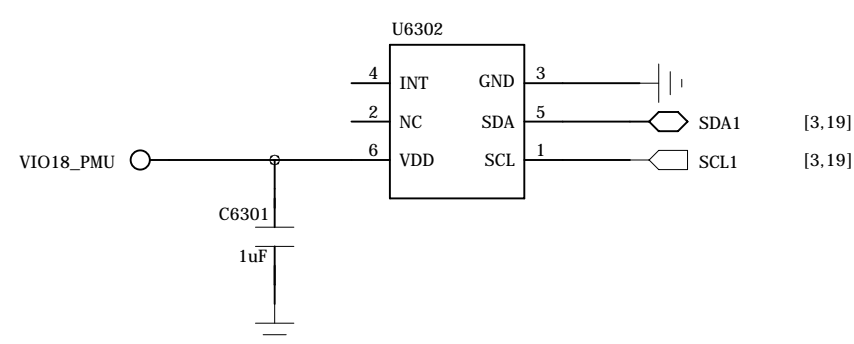 U6302
4 INT GND 3
2 NC SDA 5 SDA1 [3,19]
VIO18_PMU 6 VDD SCL 1 SCL1 [3,19]
C6301
1uF